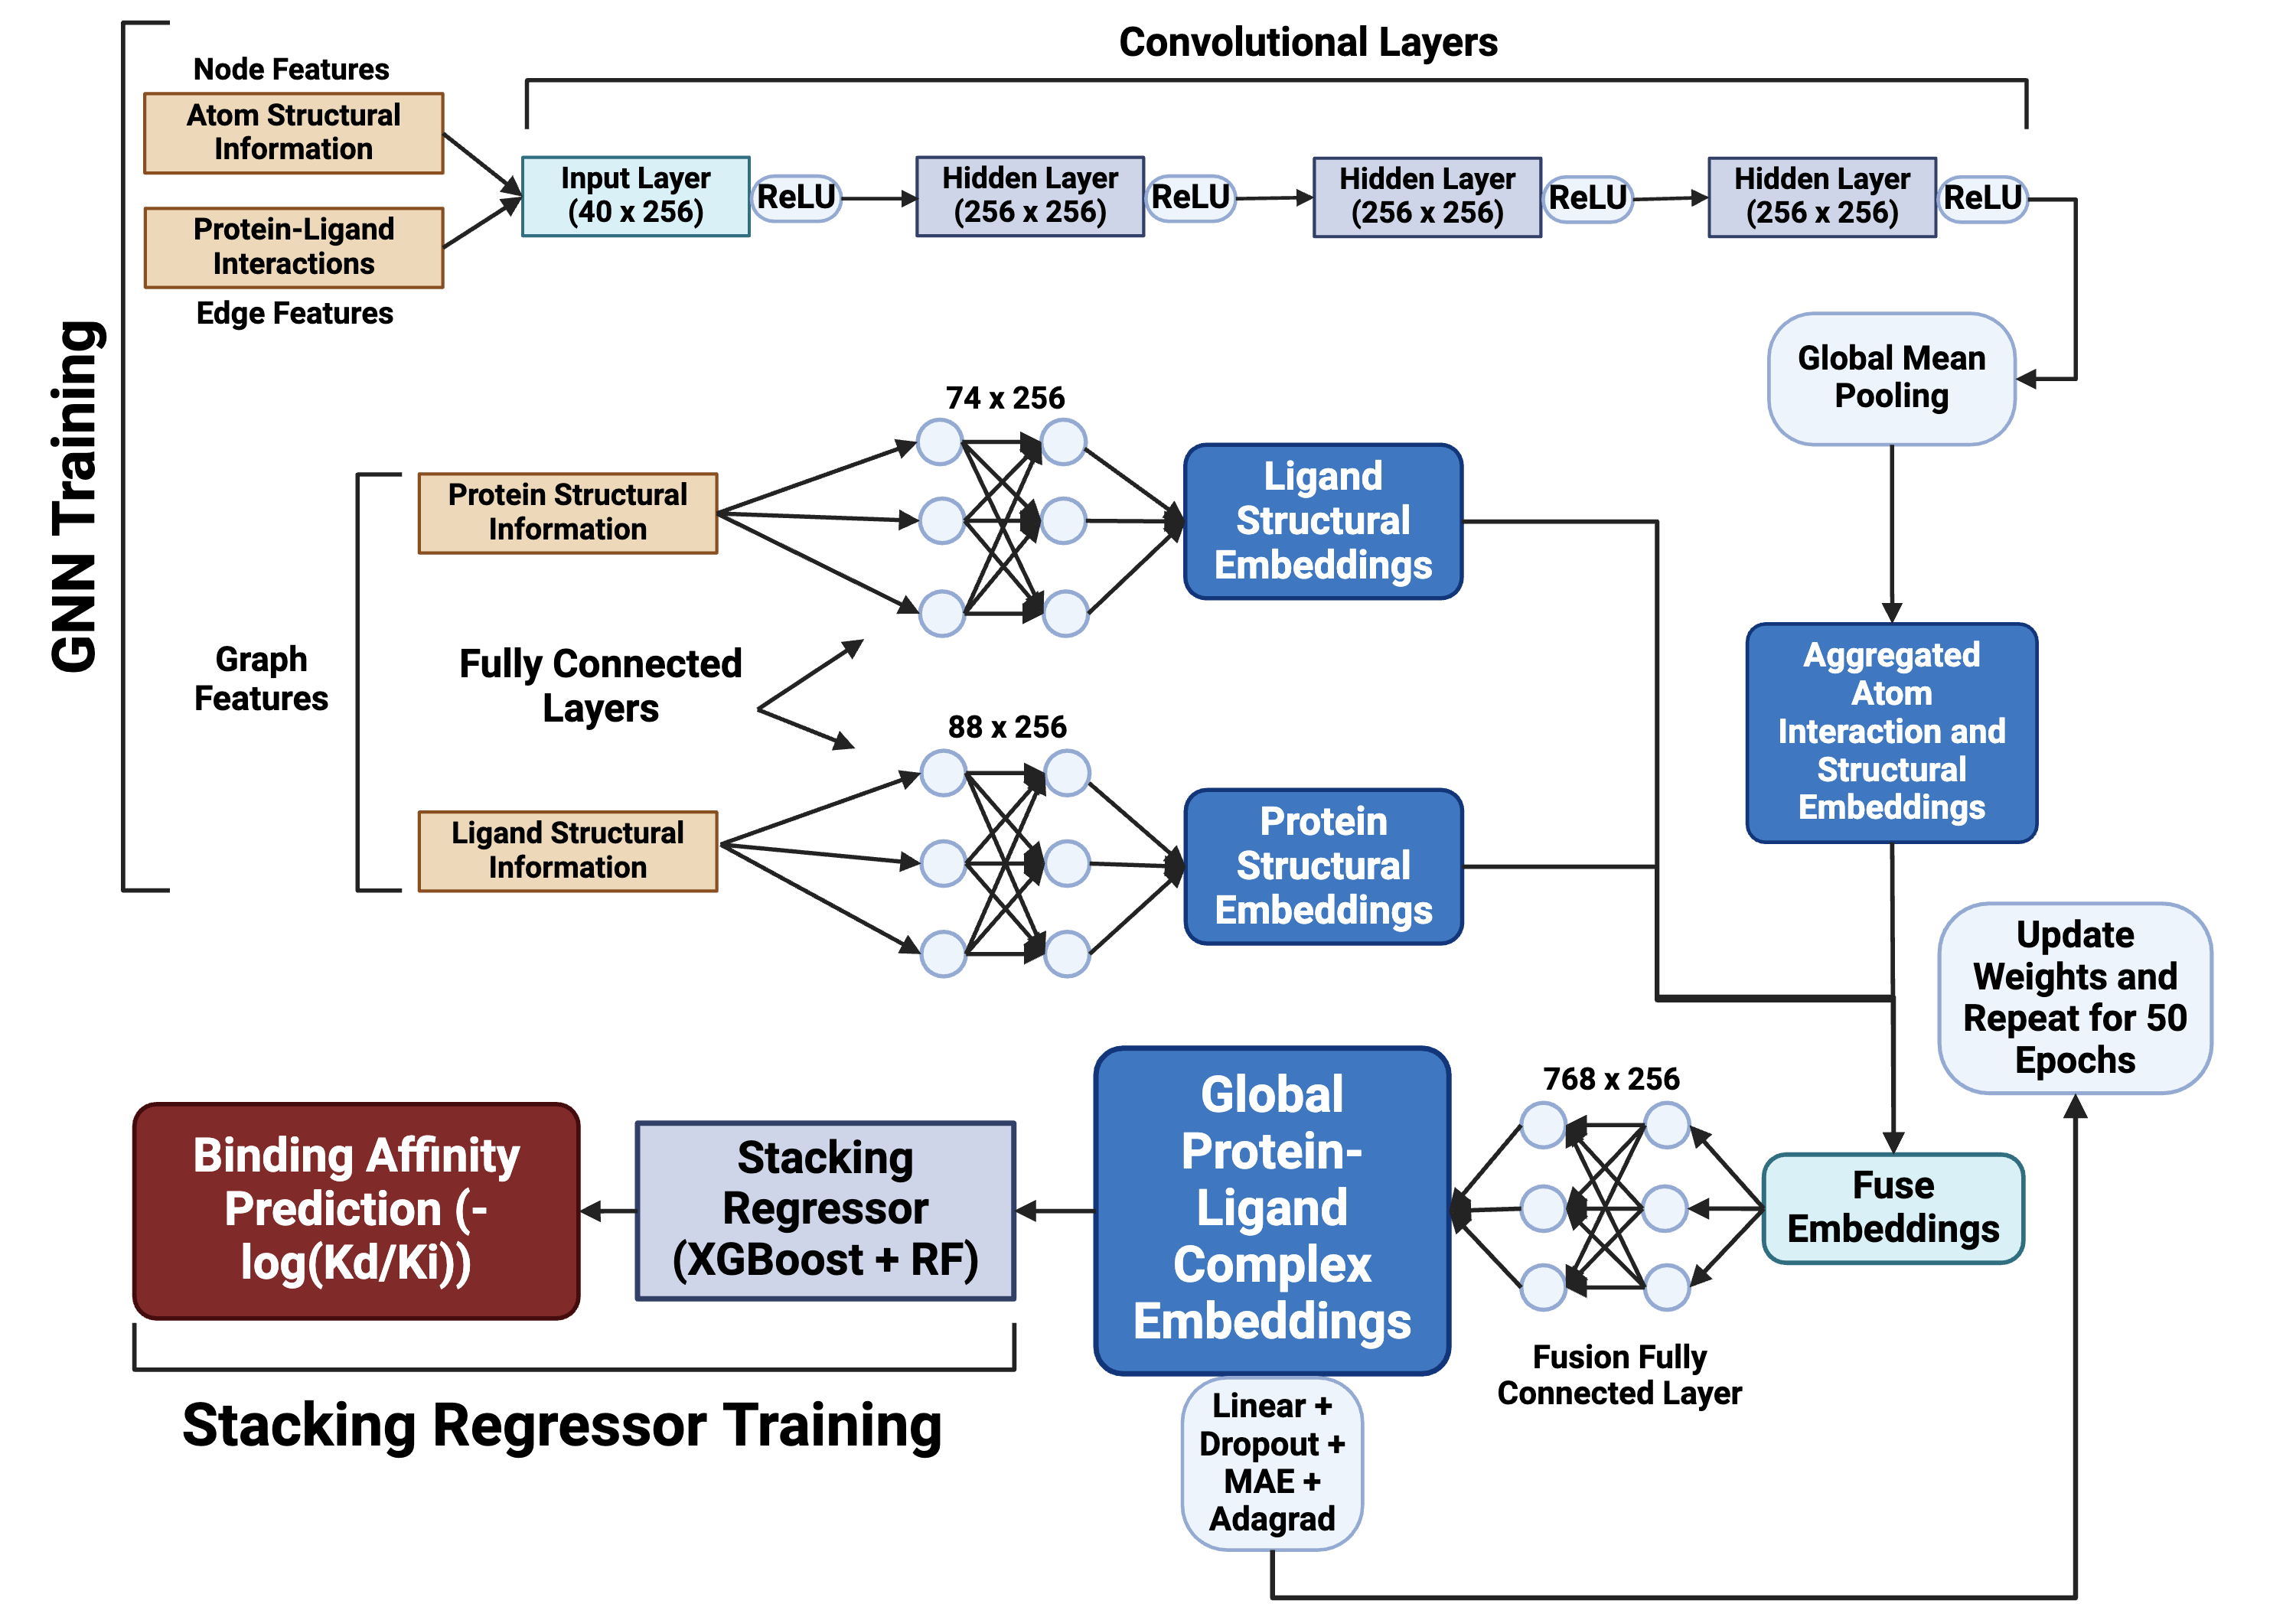 GNN Training
Convolutional Layers
Node Features
Atom Structural
Information
Protein-Ligand
Interactions
Edge Features
Input Layer
(40 x 256)
ReLU
Hidden Layer
(256 x 256)
ReLU
Hidden Layer
(256 x 256)
ReLU
Hidden Layer
(256 x 256)
ReLU
Global Mean
Pooling
74 x 256
Protein Structural
Information
Ligand
Structural
Embeddings
Graph
Features
Fully Connected
Layers
88 x 256
Ligand Structural
Information
Protein
Structural
Embeddings
Aggregated
Atom
Interaction and
Structural
Embeddings
Update
Weights and
Repeat for 50
Epochs
Fuse
Embeddings
768 x 256
Fusion Fully
Connected Layer
Global
Protein-
Ligand
Complex
Embeddings
Linear +
Dropout +
MAE +
Adagrad
Stacking
Regressor
(XGBoost + RF)
Binding Affinity
Prediction (-
log(Kd/Ki))
Stacking Regressor Training